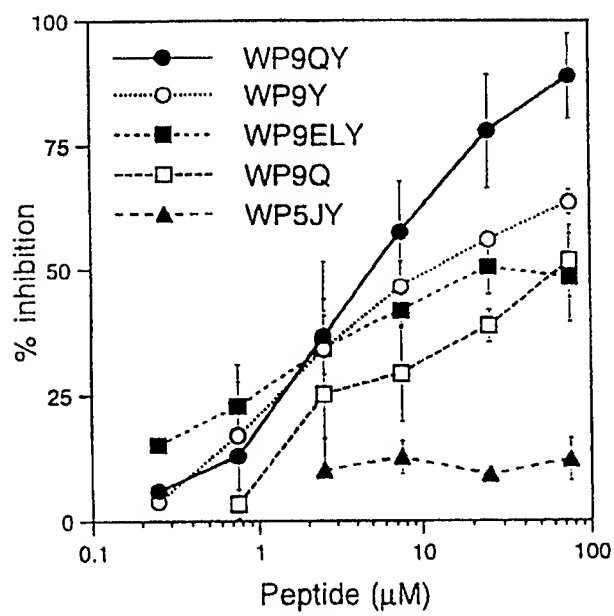 100
75
50
25
0
% inhibition
WP9QY
WP9Y
WP9ELY
WP9Q
WP5JY
0.1
1
10
100
Peptide (μM)